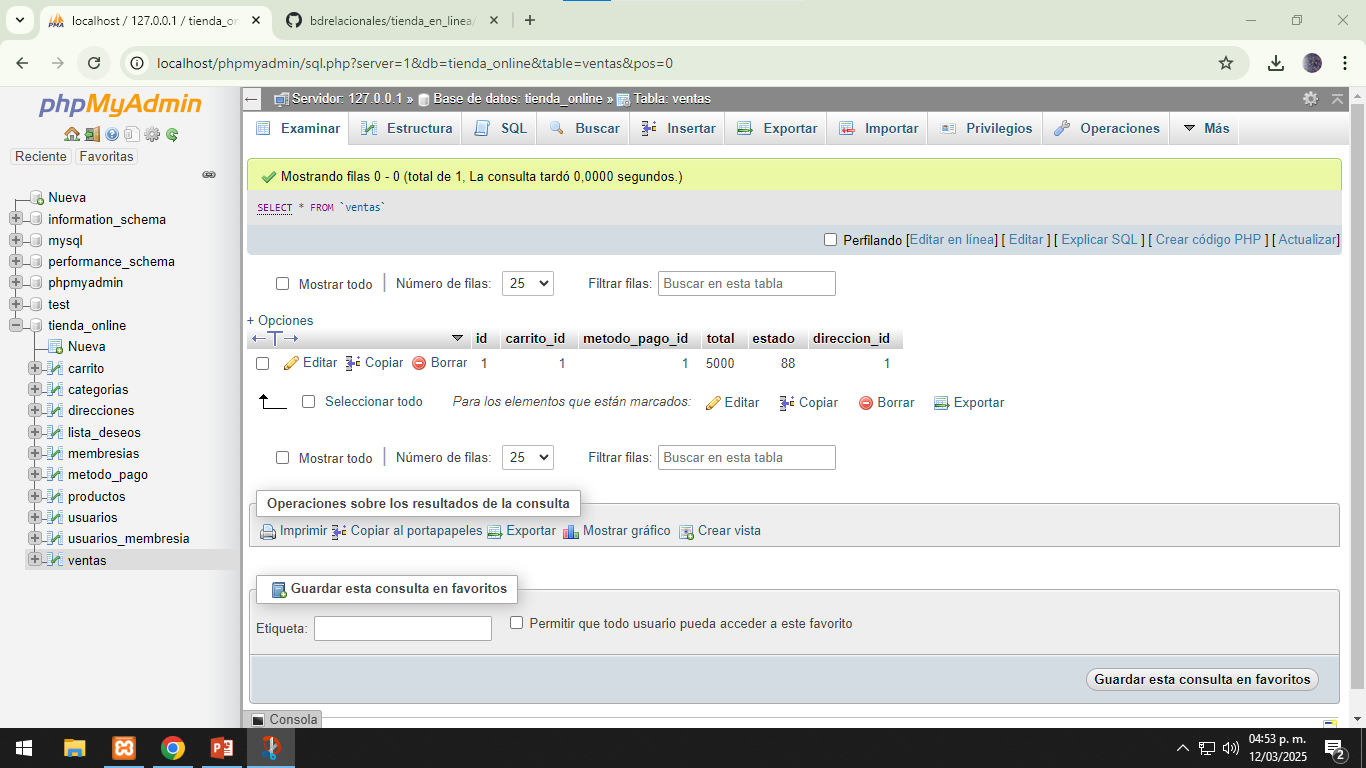 localhost / 127.0.0.1 / tienda_on
bdrelacionales/tienda_en_linea/
localhost/phpmyadmin/sql.php?server=1&db=tienda_online&table=ventas&pos=0
phpMyAdmin
Reciente Favoritas
Nueva
information_schema
mysql
performance_schema
phpmyadmin
test
tienda_online
Nueva
carrito
categorias
direcciones
lista_deseos
membresias
metodo_pago
productos
usuarios
usuarios_membresia
ventas
Servidor: 127.0.0.1 » Base de datos: tienda_online » Tabla: ventas
Examinar Estructura SQL Buscar Insertar Exportar Importar Privilegios Operaciones Más
Mostrando filas 0 - 0 (total de 1, La consulta tardó 0,0000 segundos.)
SELECT * FROM `ventas`
Perfilando [Editar en línea] [ Editar ] [ Explicar SQL ] [ Crear código PHP ] [ Actualizar]
Mostrar todo | Número de filas: 25 Filtrar filas: Buscar en esta tabla
+ Opciones
←T→ id carrito_id metodo_pago_id total estado direccion_id
Editar Copiar Borrar 1 1 1 5000 88 1
Seleccionar todo Para los elementos que están marcados: Editar Copiar Borrar Exportar
Mostrar todo | Número de filas: 25 Filtrar filas: Buscar en esta tabla
Operaciones sobre los resultados de la consulta
Imprimir Copiar al portapapeles Exportar Mostrar gráfico Crear vista
Guardar esta consulta en favoritos
Etiqueta: Permitir que todo usuario pueda acceder a este favorito
Guardar esta consulta en favoritos
Consola
04:53 p. m.
12/03/2025
2